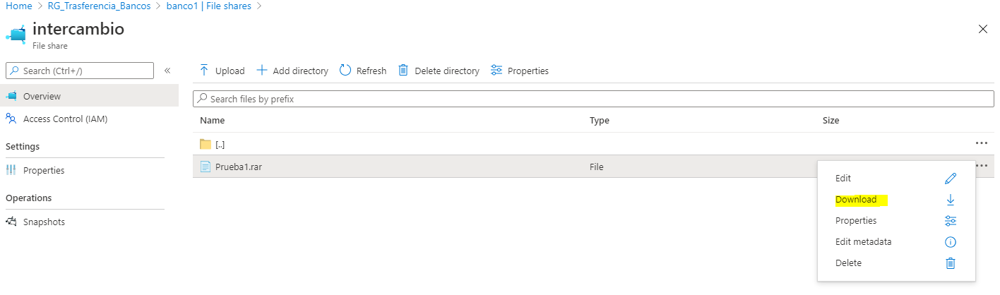 Home > RG_Trasferencia_Bancos > banco1 | File shares >
intercambio
File share
Search (Ctrl+/)
Overview
Access Control (IAM)
Settings
Properties
Operations
Snapshots
Upload Add directory Refresh Delete directory Properties
Search files by prefix
Name Type Size
[..]
Prueba1.rar File
Edit
Download
Properties
Edit metadata
Delete